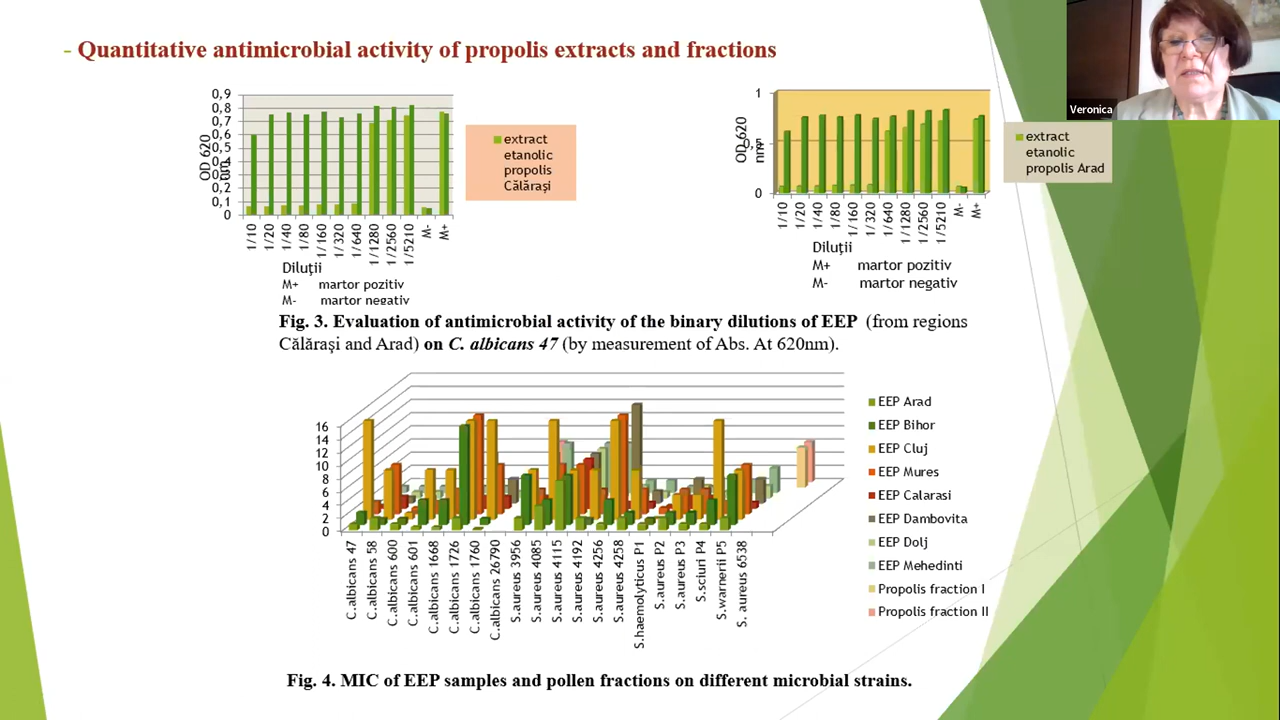 - Quantitative antimicrobial activity of propolis extracts and fractions
Veronica
0,9
0,8
0,7
0,6
0,5
0,4
0,3
0,2
0,1
0
OD 620
1/10
1/20
1/40
1/80
1/160
1/320
1/640
1/1280
1/2560
1/5210
M-
M+
extract
etanolic
propolis
Călăraşi
Diluţii
M+ martor pozitiv
M- martor negativ
1
0,5
0
OD 620
nm
1/10
1/20
1/40
1/80
1/160
1/320
1/640
1/1280
1/2560
1/5210
M-
M+
extract
etanolic
propolis Arad
Diluţii
M+ martor pozitiv
M- martor negativ
Fig. 3. Evaluation of antimicrobial activity of the binary dilutions of EEP (from regions
Călăraşi and Arad) on C. albicans 47 (by measurement of Abs. At 620nm).
16
14
12
10
8
6
4
2
0
C.albicans 47
C.albicans 58
C.albicans 600
C.albicans 601
C.albicans 1668
C.albicans 1726
C.albicans 1760
C.albicans 26790
S.aureus 3956
S.aureus 4085
S.aureus 4115
S.aureus 4192
S.aureus 4256
S.aureus 4258
S.haemolyticus P1
S.aureus P2
S.aureus P3
S.sciuri P4
S.warnerii P5
S. aureus 6538
EEP Arad
EEP Bihor
EEP Cluj
EEP Mures
EEP Calarasi
EEP Dambovita
EEP Dolj
EEP Mehedinti
Propolis fraction I
Propolis fraction II
Fig. 4. MIC of EEP samples and pollen fractions on different microbial strains.